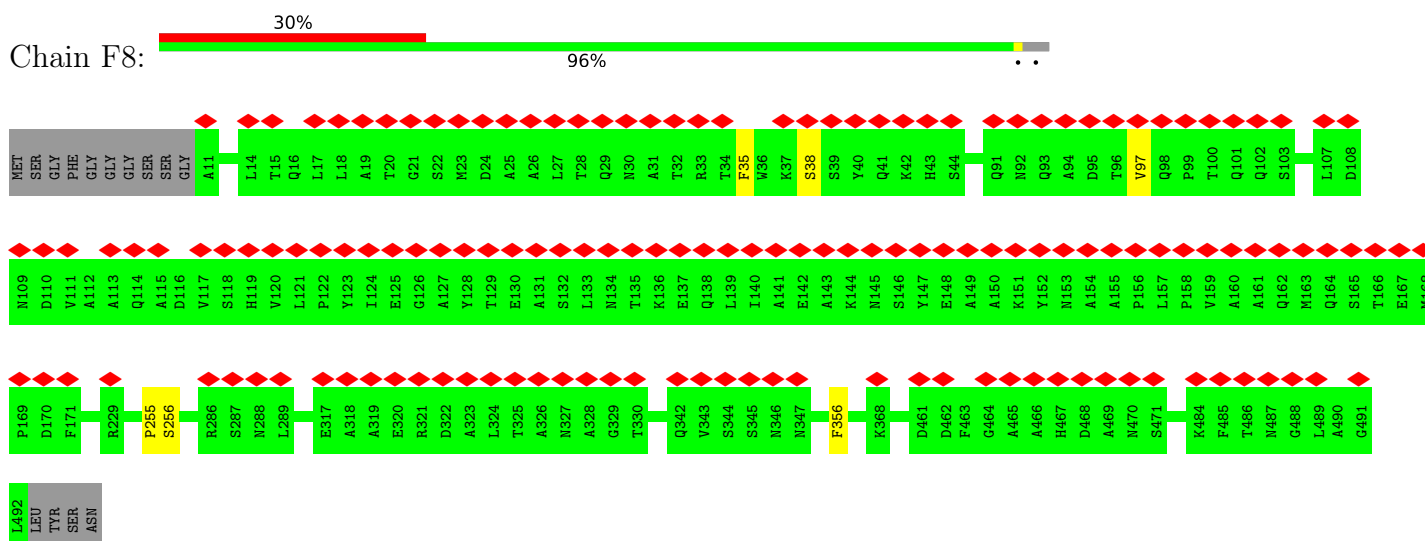 30%
Chain F8:
96%
MET SER GLY PHE GLY GLY GLY SER SER GLY A11 L14 T15 Q16 L17 L18 A19 T20 G21 S22 M23 D24 A25 A26 L27 T28 Q29 N30 A31 T32 R33 T34 F35 W36 K37 S38 S39 Y40 Q41 K42 H43 S44 Q91 N92 Q93 A94 D95 T96 V97 Q98 P99 T100 Q101 Q102 S103 L107 D108
N109 D110 V111 A112 A113 Q114 A115 D116 V117 S118 H119 V120 L121 P122 Y123 I124 E125 G126 A127 Y128 T129 E130 A131 S132 L133 N134 T135 K136 E137 Q138 L139 I140 A141 E142 A143 K144 N145 S146 Y147 E148 A149 A150 K151 Y152 N153 A154 A155 P156 L157 P158 V159 A160 A161 Q162 M163 Q164 S165 T166 E167
P169 D170 F171 R229 P255 S256 R286 S287 N288 L289 E317 A318 A319 E320 R321 D322 A323 L324 T325 A326 N327 A328 G329 T330 Q342 V343 S344 S345 N346 N347 F356 K368 D461 D462 F463 G464 A465 A466 H467 D468 A469 N470 S471 K484 F485 T486 N487 G488 L489 A490 G491
L492 LEU TYR SER ASN